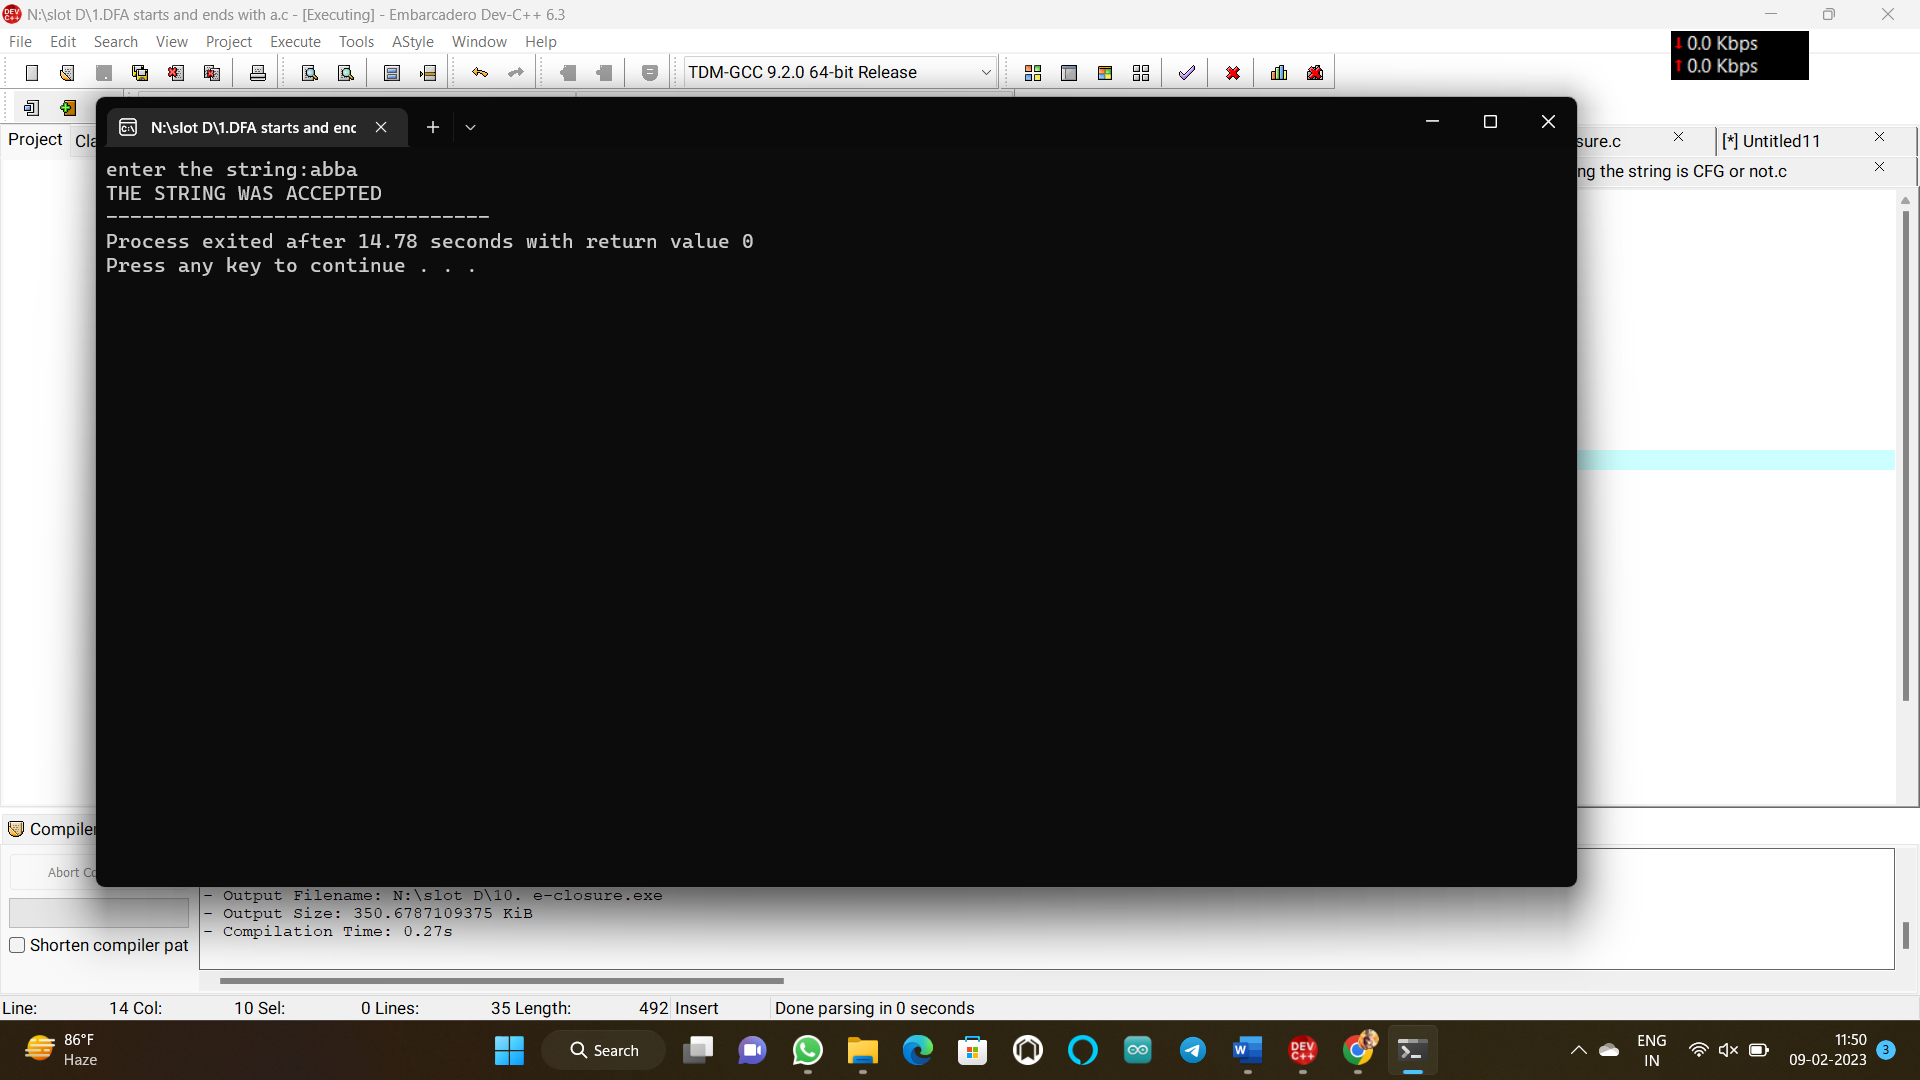 N:\slot D\1.DFA starts and ends with a.c - [Executing] - Embarcadero Dev-C++ 6.3
File Edit Search View Project Execute Tools AStyle Window Help
↓ 0.0 Kbps
↑ 0.0 Kbps
TDM-GCC 9.2.0 64-bit Release
Project Cla
N:\slot D\1.DFA starts and enc
sure.c [*] Untitled11
ng the string is CFG or not.c
enter the string:abba
THE STRING WAS ACCEPTED
--------------------------------
Process exited after 14.78 seconds with return value 0
Press any key to continue . . .
Compiler
Abort Co
Shorten compiler pat
- Output Filename: N:\slot D\10. e-closure.exe
- Output Size: 350.6787109375 KiB
- Compilation Time: 0.27s
Line: 14 Col: 10 Sel: 0 Lines: 35 Length: 492 Insert Done parsing in 0 seconds
86°F
Haze
Search
DEV C++
ENG
IN
11:50
09-02-2023
3